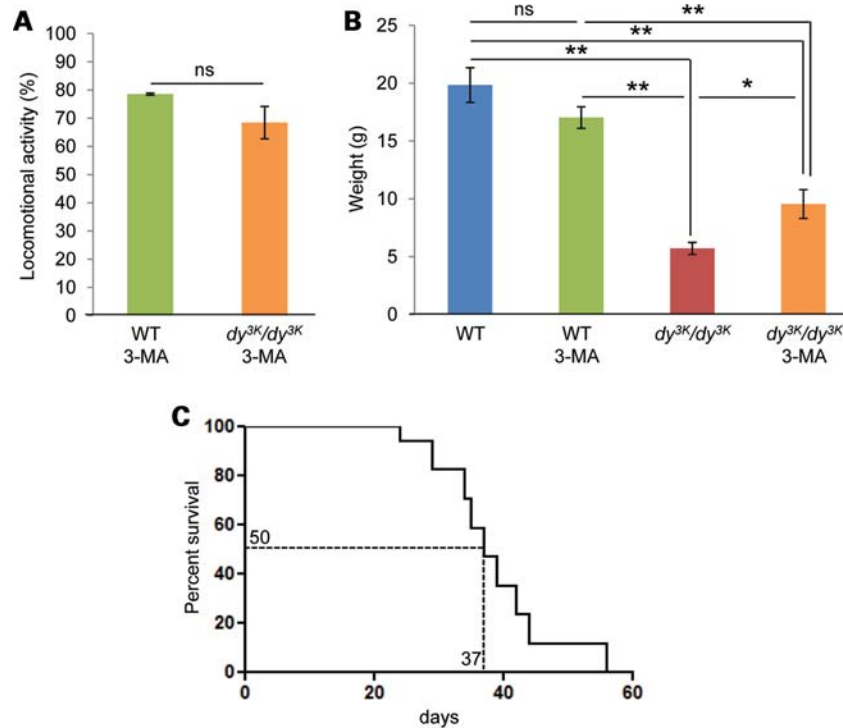 A
100
90
80
70
60
50
40
30
20
10
0
Locomotional activity (%)
ns
WT
3-MA
dy³ᴷ/dy³ᴷ
3-MA
B
25
20
15
10
5
0
Weight (g)
ns
**
**
**
**
*
WT
WT
3-MA
dy³ᴷ/dy³ᴷ
dy³ᴷ/dy³ᴷ
3-MA
C
100
80
60
40
20
0
Percent survival
50
37
0
20
40
60
days